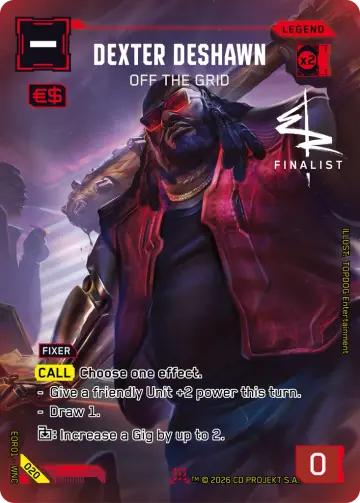 LEGEND
DEXTER DESHAWN
x2
OFF THE GRID
€$
FINALIST
ILLUST. TOPDOG Entertainment
FIXER
CALL Choose one effect.
- Give a friendly Unit +2 power this turn.
- Draw 1.
: Increase a Gig by up to 2.
020
0
™ © 2026 CD PROJEKT S.A.